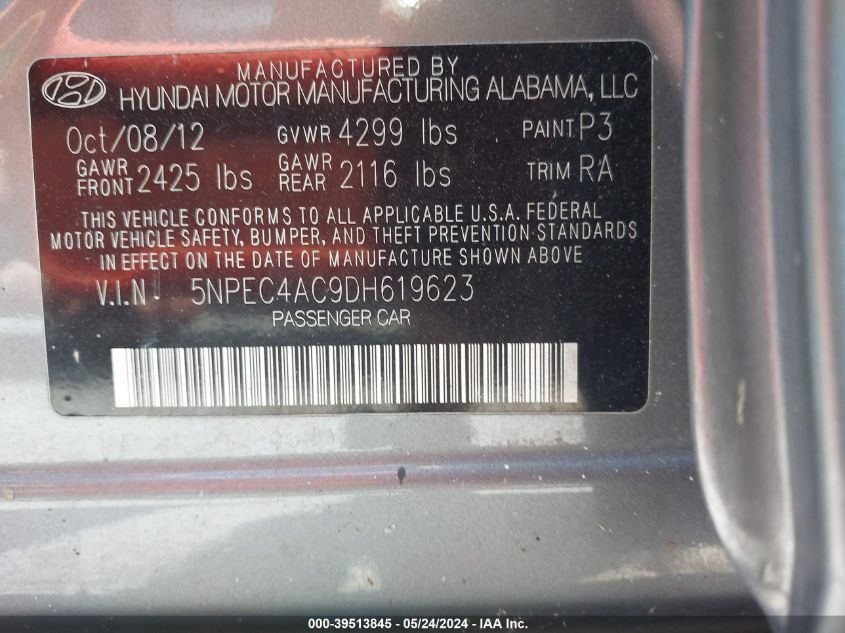 MANUFACTURED BY
HYUNDAI MOTOR MANUFACTURING ALABAMA, LLC
Oct/08/12 GVWR 4299 lbs PAINT P3
GAWR FRONT 2425 lbs GAWR REAR 2116 lbs TRIM RA
THIS VEHICLE CONFORMS TO ALL APPLICABLE U.S.A. FEDERAL
MOTOR VEHICLE SAFETY, BUMPER, AND THEFT PREVENTION STANDARDS
IN EFFECT ON THE DATE OF MANUFACTURE SHOWN ABOVE
V.I.N 5NPEC4AC9DH619623
PASSENGER CAR
000-39513845 - 05/24/2024 - IAAI.COM